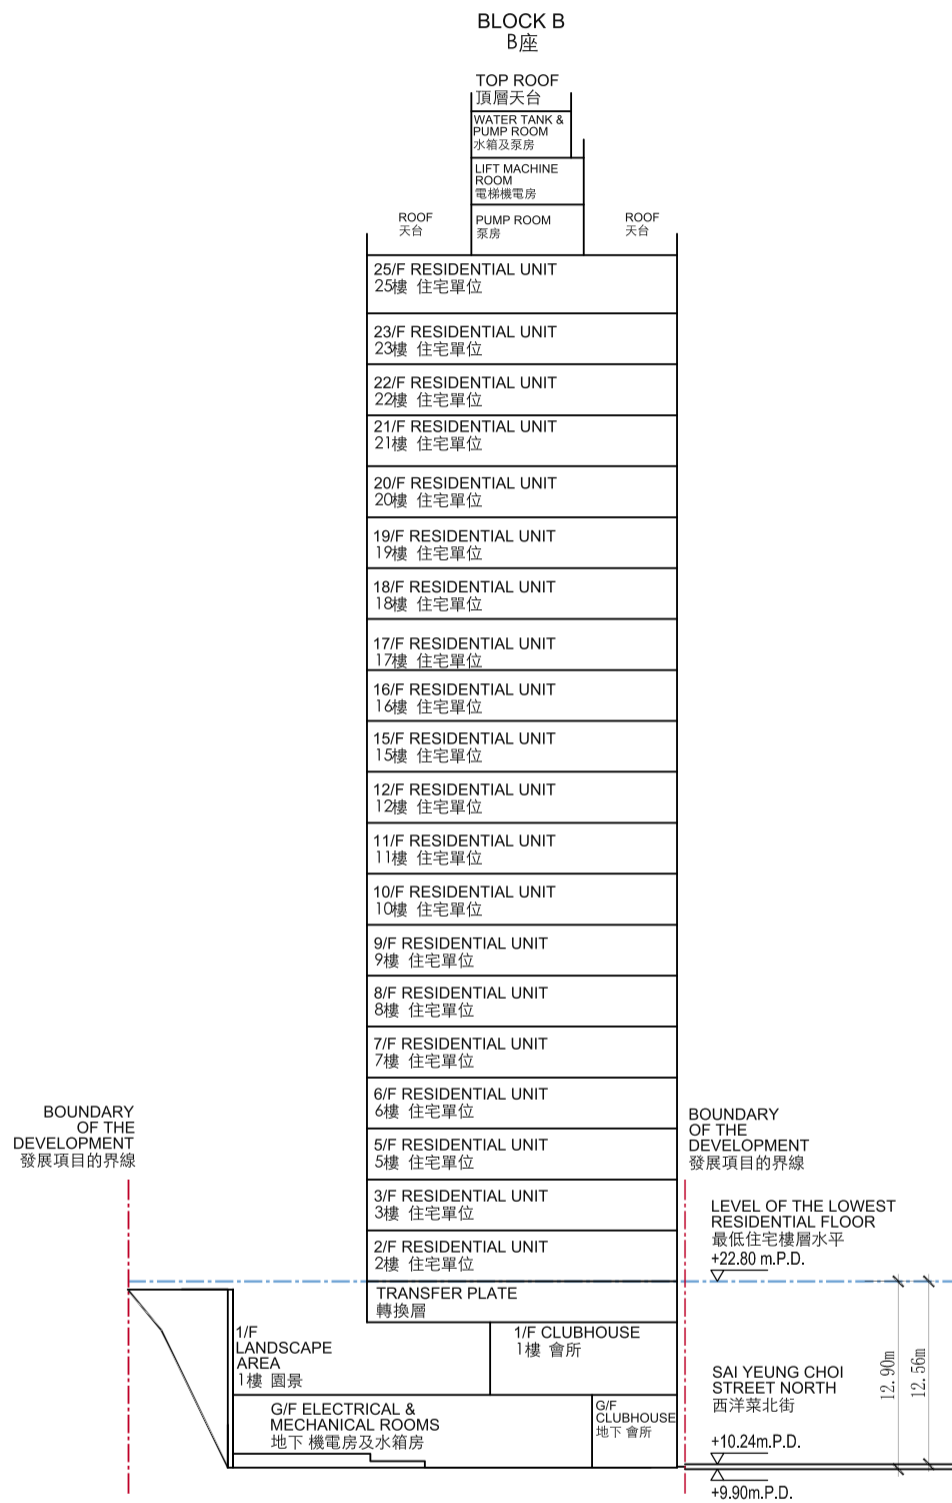 BLOCK B
B座
TOP ROOF
頂層天台
WATER TANK &
PUMP ROOM
水箱及泵房
LIFT MACHINE
ROOM
電梯機電房
ROOF
天台
PUMP ROOM
泵房
ROOF
天台
25/F RESIDENTIAL UNIT
25樓 住宅單位
23/F RESIDENTIAL UNIT
23樓 住宅單位
22/F RESIDENTIAL UNIT
22樓 住宅單位
21/F RESIDENTIAL UNIT
21樓 住宅單位
20/F RESIDENTIAL UNIT
20樓 住宅單位
19/F RESIDENTIAL UNIT
19樓 住宅單位
18/F RESIDENTIAL UNIT
18樓 住宅單位
17/F RESIDENTIAL UNIT
17樓 住宅單位
16/F RESIDENTIAL UNIT
16樓 住宅單位
15/F RESIDENTIAL UNIT
15樓 住宅單位
12/F RESIDENTIAL UNIT
12樓 住宅單位
11/F RESIDENTIAL UNIT
11樓 住宅單位
10/F RESIDENTIAL UNIT
10樓 住宅單位
9/F RESIDENTIAL UNIT
9樓 住宅單位
8/F RESIDENTIAL UNIT
8樓 住宅單位
7/F RESIDENTIAL UNIT
7樓 住宅單位
6/F RESIDENTIAL UNIT
6樓 住宅單位
5/F RESIDENTIAL UNIT
5樓 住宅單位
3/F RESIDENTIAL UNIT
3樓 住宅單位
2/F RESIDENTIAL UNIT
2樓 住宅單位
BOUNDARY
OF THE
DEVELOPMENT
發展項目的界線
BOUNDARY
OF THE
DEVELOPMENT
發展項目的界線
LEVEL OF THE LOWEST
RESIDENTIAL FLOOR
最低住宅樓層水平
+22.80 m.P.D.
TRANSFER PLATE
轉換層
1/F
LANDSCAPE
AREA
1樓 園景
1/F CLUBHOUSE
1樓 會所
G/F ELECTRICAL &
MECHANICAL ROOMS
地下 機電房及水箱房
G/F
CLUBHOUSE
地下 會所
SAI YEUNG CHOI
STREET NORTH
西洋菜北街
+10.24m.P.D.
+9.90m.P.D.
12.90m
12.56m